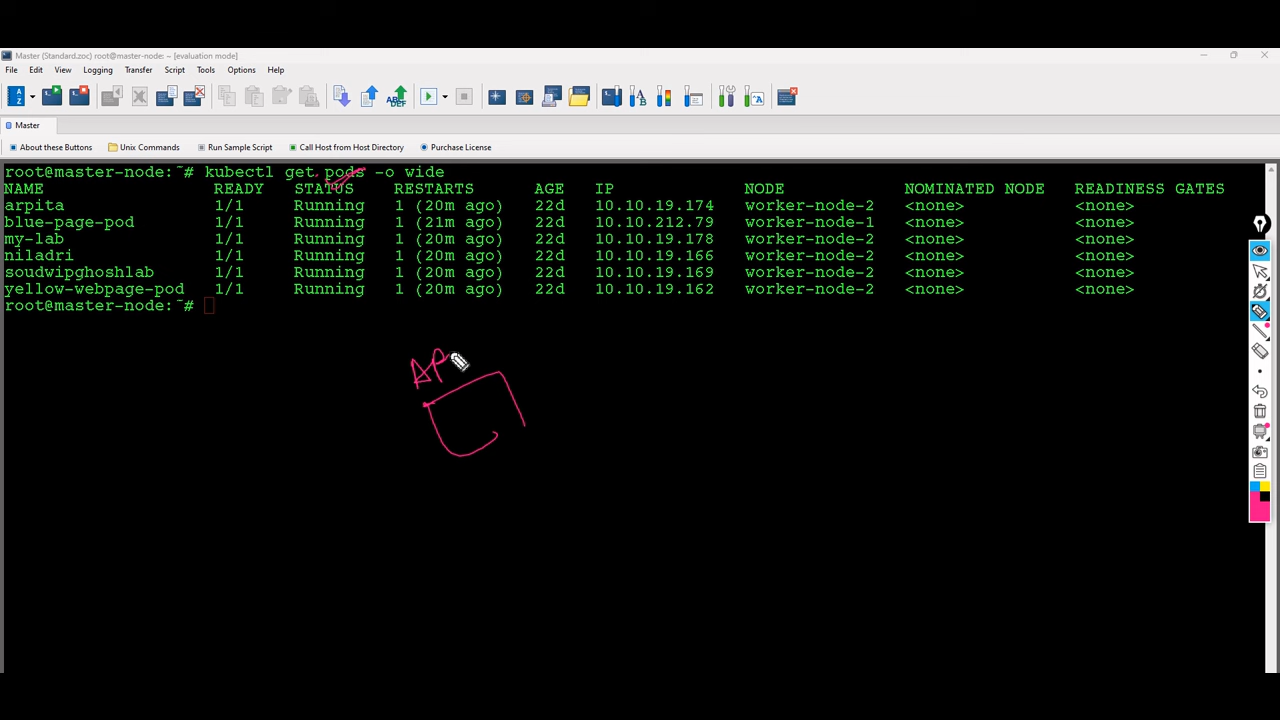 Master (Standard.zoc) root@master-node: ~ [evaluation mode]
File Edit View Logging Transfer Script Tools Options Help
Master
About these Buttons Unix Commands Run Sample Script Call Host from Host Directory Purchase License
root@master-node:~# kubectl get pods -o wide
NAME READY STATUS RESTARTS AGE IP NODE NOMINATED NODE READINESS GATES
arpita 1/1 Running 1 (20m ago) 22d 10.10.19.174 worker-node-2 <none> <none>
blue-page-pod 1/1 Running 1 (21m ago) 22d 10.10.212.79 worker-node-1 <none> <none>
my-lab 1/1 Running 1 (20m ago) 22d 10.10.19.178 worker-node-2 <none> <none>
niladri 1/1 Running 1 (20m ago) 22d 10.10.19.166 worker-node-2 <none> <none>
soudwipghoshlab 1/1 Running 1 (20m ago) 22d 10.10.19.169 worker-node-2 <none> <none>
yellow-webpage-pod 1/1 Running 1 (20m ago) 22d 10.10.19.162 worker-node-2 <none> <none>
root@master-node:~#
AP